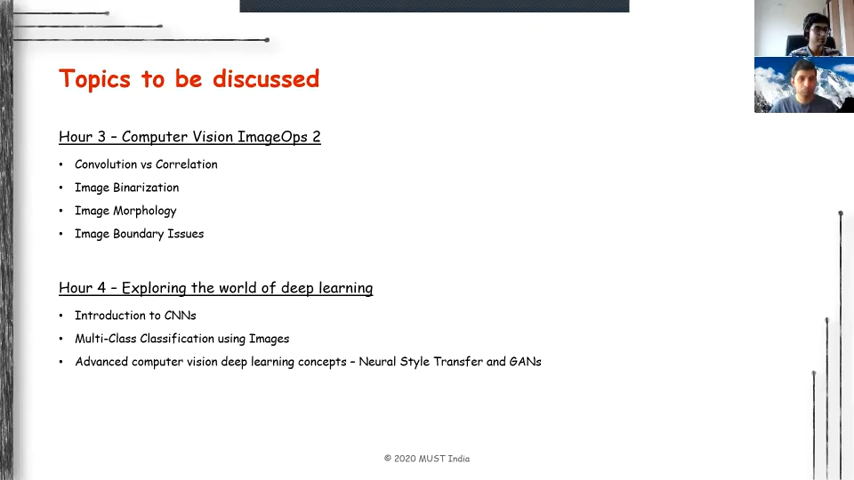 Topics to be discussed
Hour 3 – Computer Vision ImageOps 2
• Convolution vs Correlation
• Image Binarization
• Image Morphology
• Image Boundary Issues
Hour 4 – Exploring the world of deep learning
• Introduction to CNNs
• Multi-Class Classification using Images
• Advanced computer vision deep learning concepts – Neural Style Transfer and GANs
© 2020 MUST India